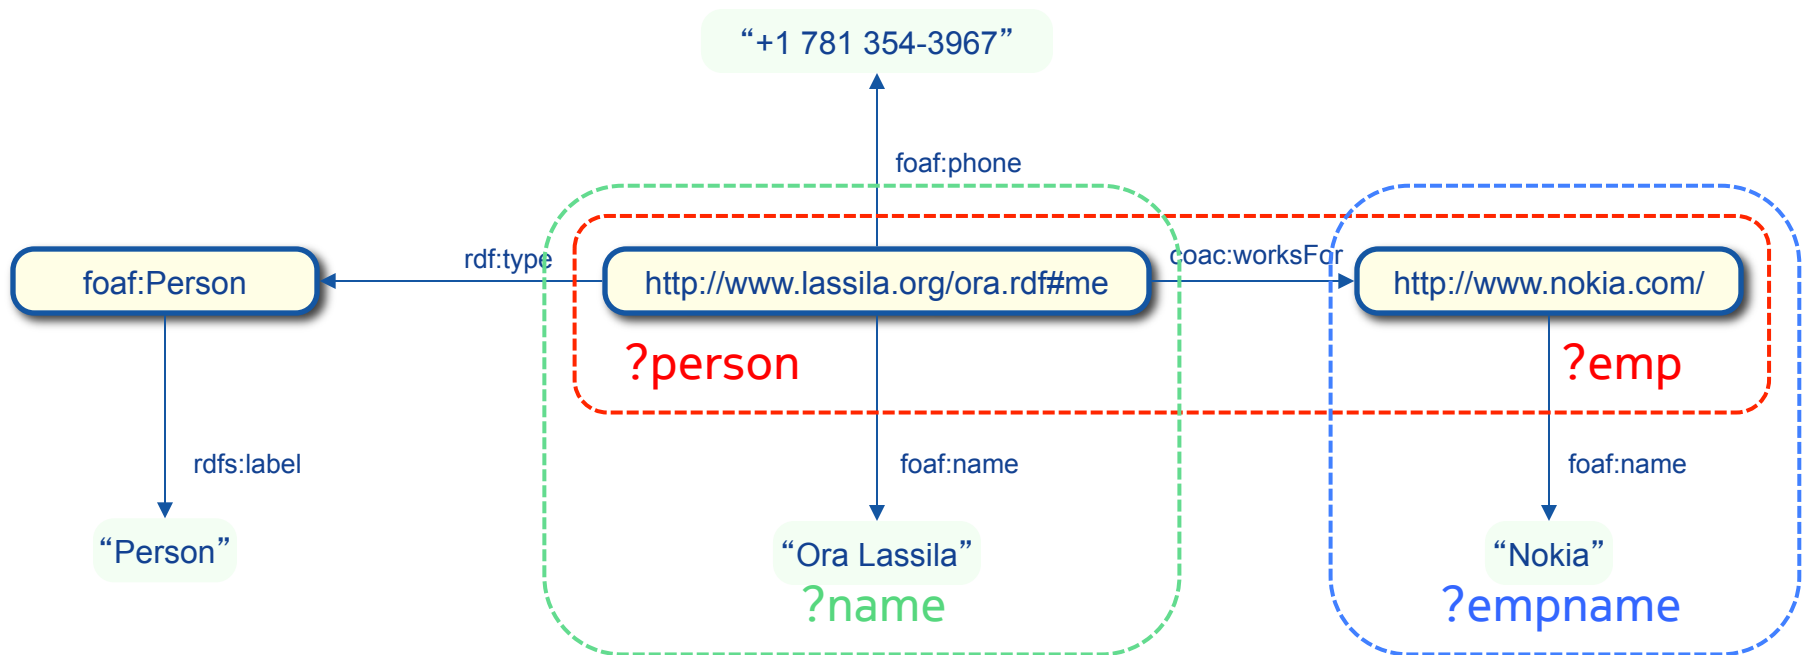 “+1 781 354-3967”
foaf:phone
rdf:type
coac:worksFor
foaf:Person
http://www.lassila.org/ora.rdf#me
http://www.nokia.com/
?person
?emp
rdfs:label
foaf:name
foaf:name
“Person”
“Ora Lassila”
“Nokia”
?name
?empname